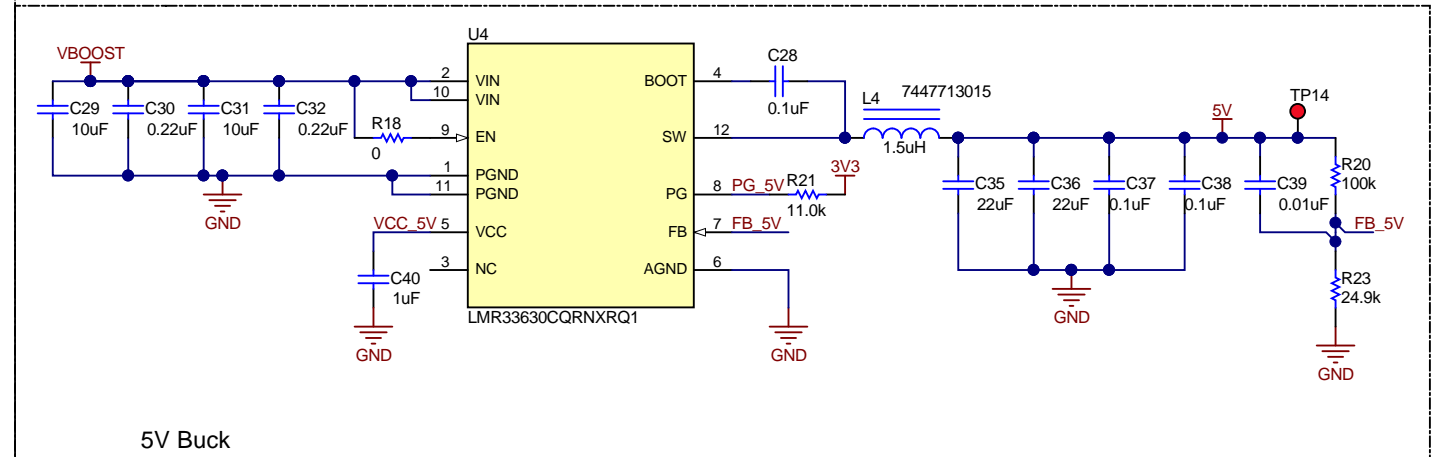 U4
VBOOST
C28
BOOT
4
2
VIN
10
VIN
0.1uF
L4
7447713015
TP14
C29
10uF
C30
0.22uF
C31
10uF
C32
0.22uF
R18
0
9
EN
SW
12
1.5uH
5V
1
PGND
11
PGND
GND
PG
8
PG_5V
R21
11.0k
3V3
C35
22uF
C36
22uF
C37
0.1uF
C38
0.1uF
C39
0.01uF
R20
100k
FB_5V
VCC_5V
5
VCC
FB
7
FB_5V
3
NC
AGND
6
C40
1uF
GND
LMR33630CQRNXRQ1
GND
GND
R23
24.9k
GND
5V Buck